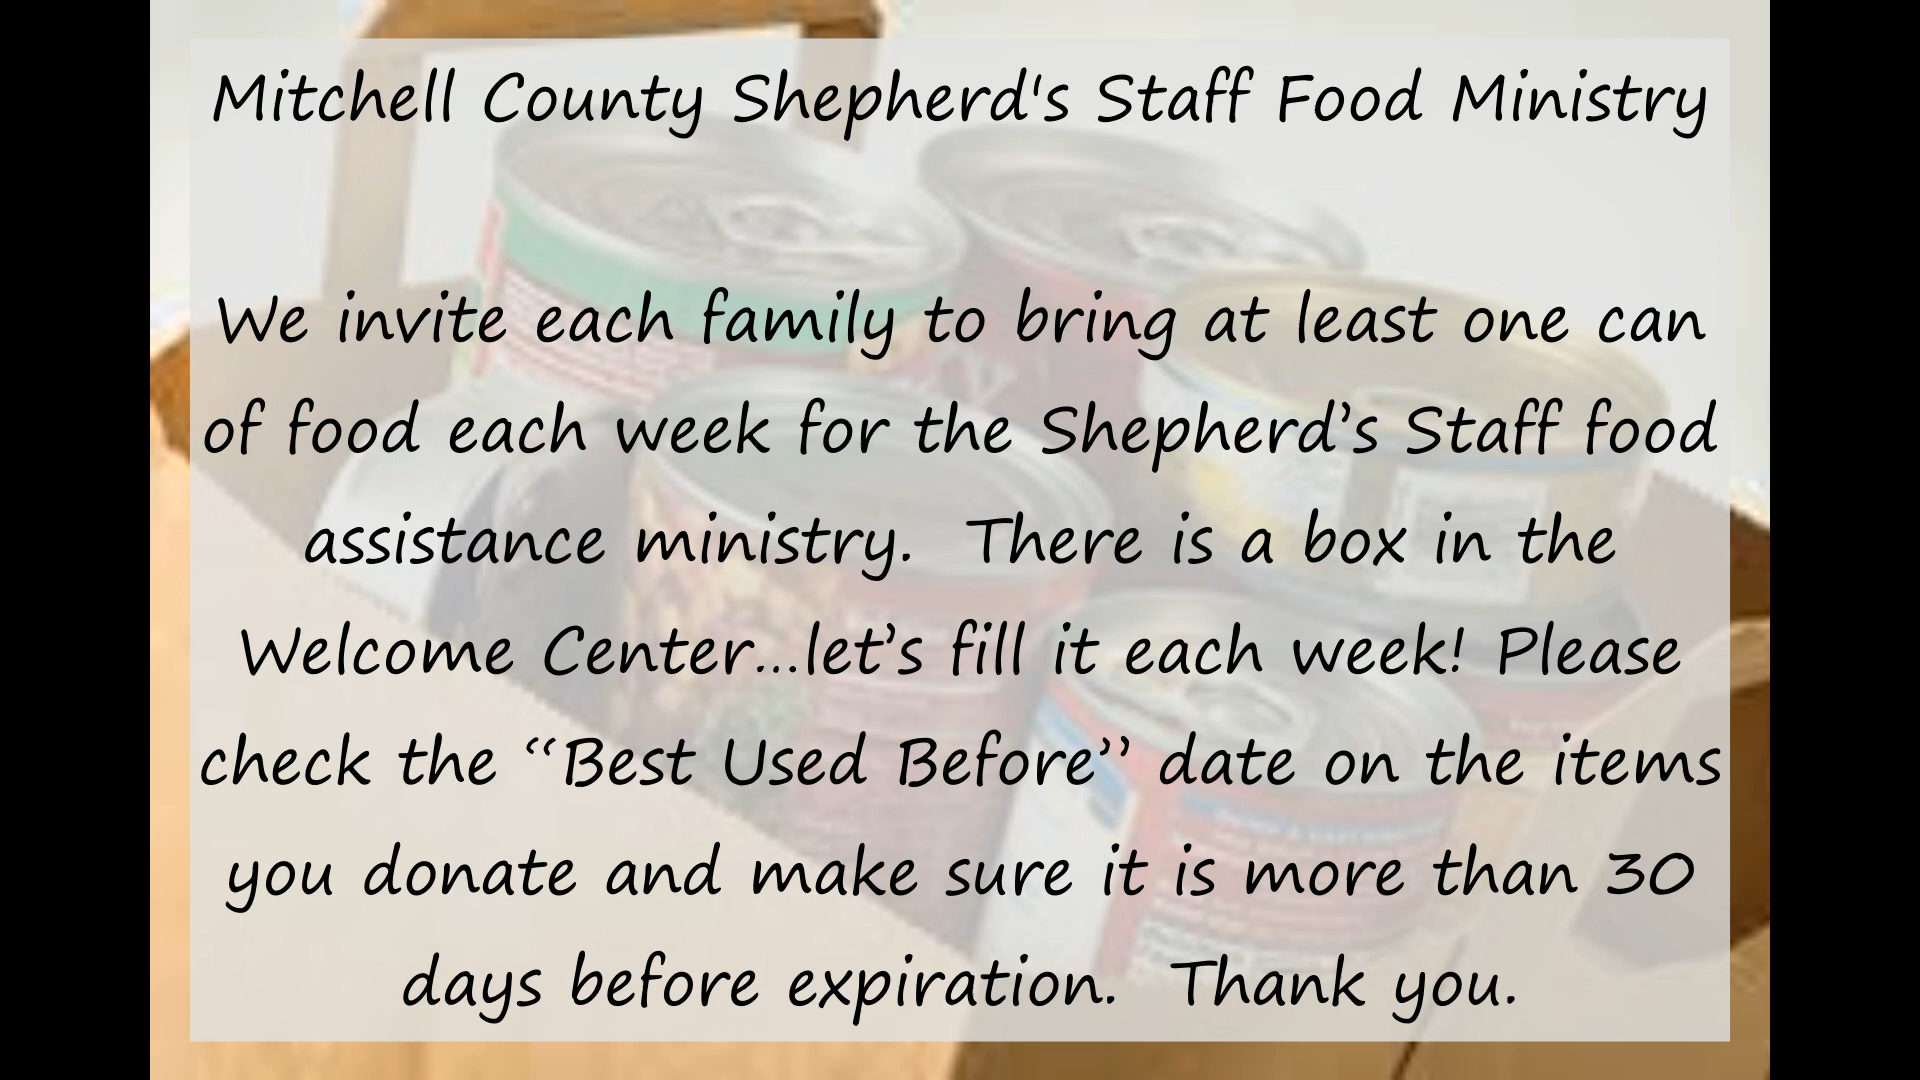 Mitchell County Shepherd's Staff Food Ministry
We invite each family to bring at least one can
of food each week for the Shepherd’s Staff food
assistance ministry.  There is a box in the
Welcome Center...let’s fill it each week! Please
check the “Best Used Before” date on the items
you donate and make sure it is more than 30
days before expiration.  Thank you.